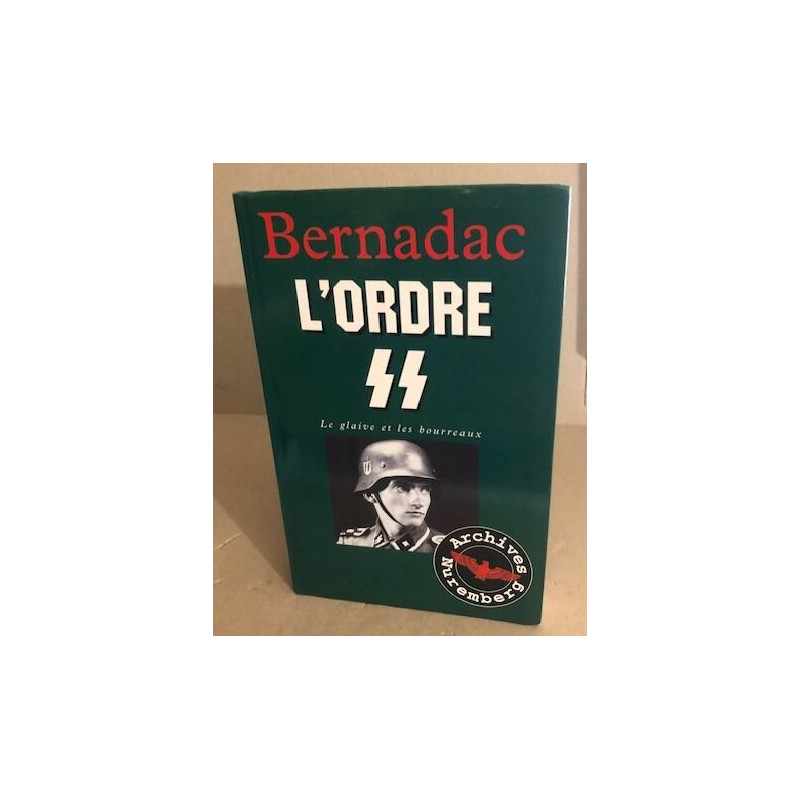 Bernadac
L'ORDRE
SS
Le glaive et les bourreaux
Archives
Nuremberg